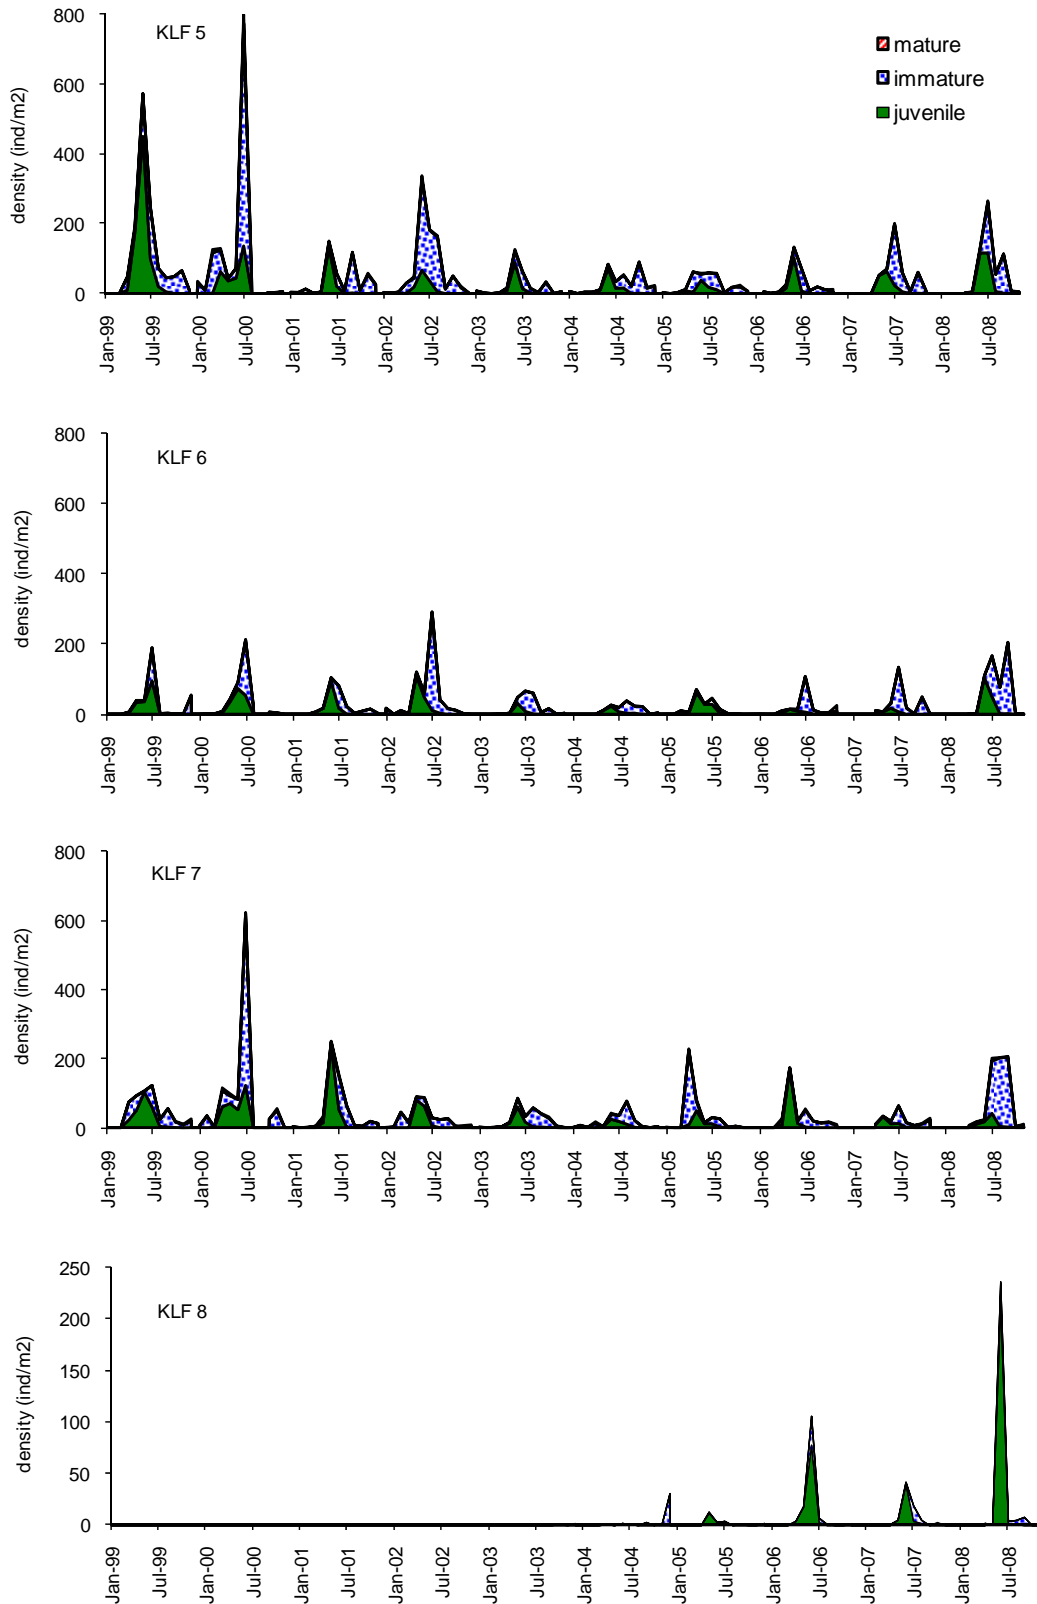 KLF 5
mature
immature
juvenile
density (ind/m2)
800
600
400
200
0
Jan-99
Jul-99
Jan-00
Jul-00
Jan-01
Jul-01
Jan-02
Jul-02
Jan-03
Jul-03
Jan-04
Jul-04
Jan-05
Jul-05
Jan-06
Jul-06
Jan-07
Jul-07
Jan-08
Jul-08
KLF 6
density (ind/m2)
800
600
400
200
0
Jan-99
Jul-99
Jan-00
Jul-00
Jan-01
Jul-01
Jan-02
Jul-02
Jan-03
Jul-03
Jan-04
Jul-04
Jan-05
Jul-05
Jan-06
Jul-06
Jan-07
Jul-07
Jan-08
Jul-08
KLF 7
density (ind/m2)
800
600
400
200
0
Jan-99
Jul-99
Jan-00
Jul-00
Jan-01
Jul-01
Jan-02
Jul-02
Jan-03
Jul-03
Jan-04
Jul-04
Jan-05
Jul-05
Jan-06
Jul-06
Jan-07
Jul-07
Jan-08
Jul-08
KLF 8
density (ind/m2)
250
200
150
100
50
0
Jan-99
Jul-99
Jan-00
Jul-00
Jan-01
Jul-01
Jan-02
Jul-02
Jan-03
Jul-03
Jan-04
Jul-04
Jan-05
Jul-05
Jan-06
Jul-06
Jan-07
Jul-07
Jan-08
Jul-08